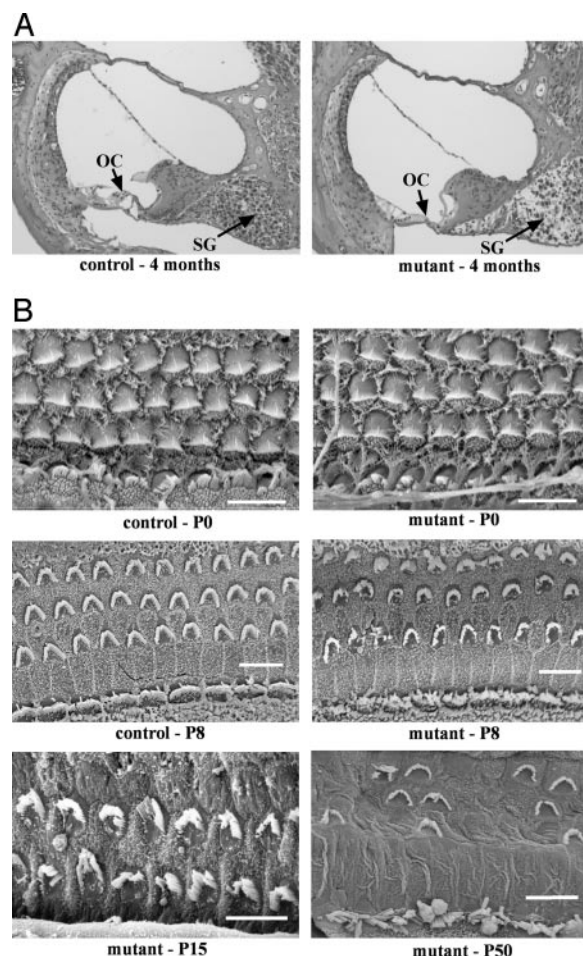 A
OC
SG
control - 4 months
OC
SG
mutant - 4 months
B
control - P0
mutant - P0
control - P8
mutant - P8
mutant - P15
mutant - P50